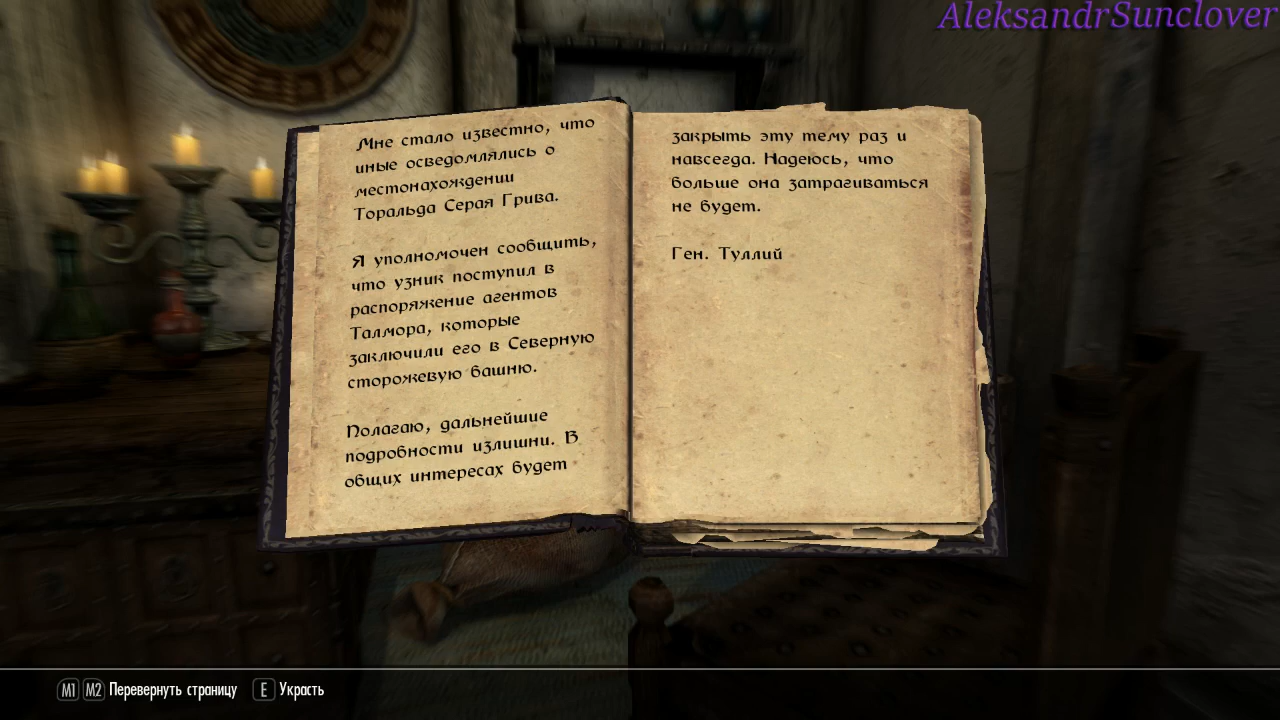 AleksandrSunclover
Мне стало известно, что
иные осведомлялись о
местонахождении
Торальда Серая Грива.
Я уполномочен сообщить,
что узник поступил в
распоряжение агентов
Талмора, которые
заключили его в Северную
сторожевую башню.
Полагаю, дальнейшие
подробности излишни. В
общих интересах будет
закрыть эту тему раз и
навсегда. Надеюсь, что
больше она затрагиваться
не будет.
Ген. Туллий
M1 M2 Перевернуть страницу E Украсть